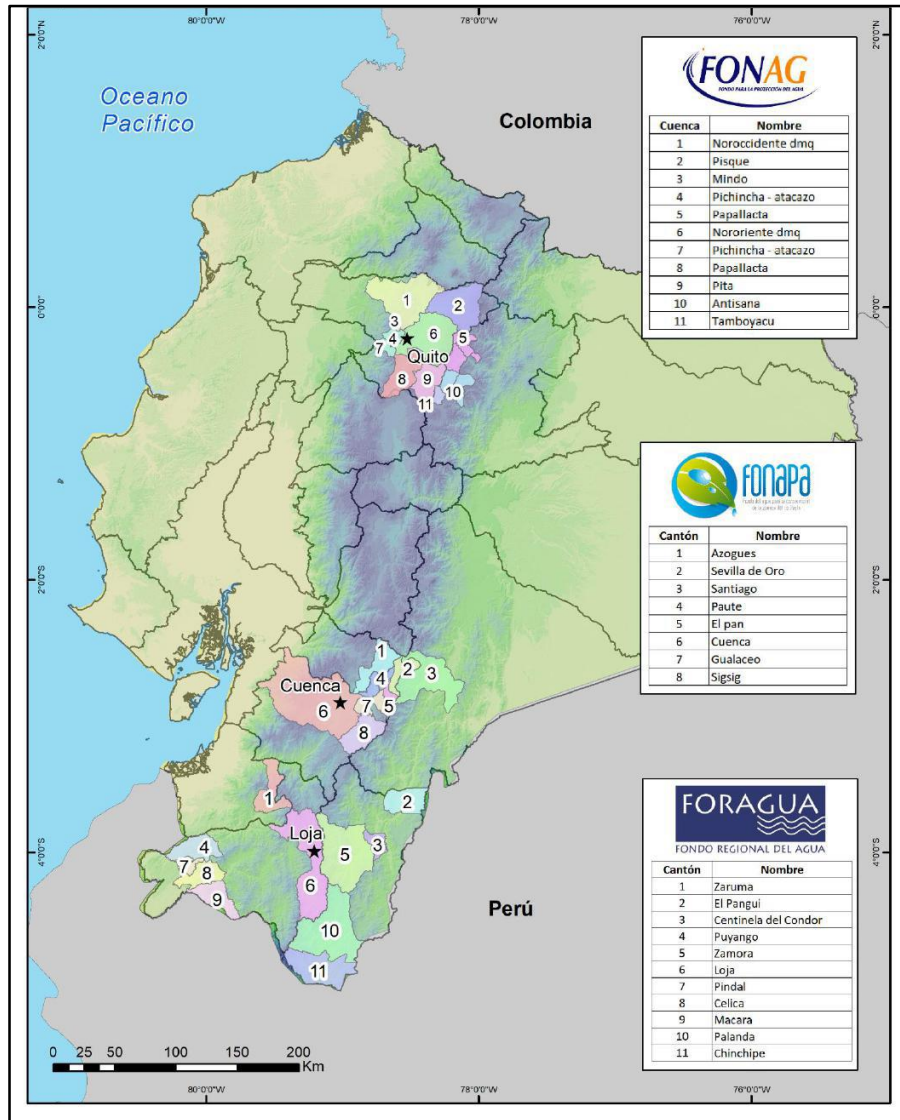 80°0'0"W 78°0'0"W 76°0'0"W
2°0'0"N
0°0'0"
2°0'0"S
4°0'0"S
Oceano
Pacífico
Colombia
Perú
1
2
3
4
6
5
7
Quito
8
9
10
11
1
2
3
4
Cuenca
6
7
5
8
1
2
Loja
3
4
5
7
8
6
9
10
11
FONAG
FONDO PARA LA PROTECCIÓN DEL AGUA
Cuenca Nombre
1 Noroccidente dmq
2 Pisque
3 Mindo
4 Pichincha - atacazo
5 Papallacta
6 Nororiente dmq
7 Pichincha - atacazo
8 Papallacta
9 Pita
10 Antisana
11 Tamboyacu
FONAPA
Cantón Nombre
1 Azogues
2 Sevilla de Oro
3 Santiago
4 Paute
5 El pan
6 Cuenca
7 Gualaceo
8 Sigsig
FORAGUA
FONDO REGIONAL DEL AGUA
Cantón Nombre
1 Zaruma
2 El Pangui
3 Centinela del Condor
4 Puyango
5 Zamora
6 Loja
7 Pindal
8 Celica
9 Macara
10 Palanda
11 Chinchipe
0 25 50 100 150 200
Km
2°0'0"N
0°0'0"
2°0'0"S
4°0'0"S
80°0'0"W 78°0'0"W 76°0'0"W